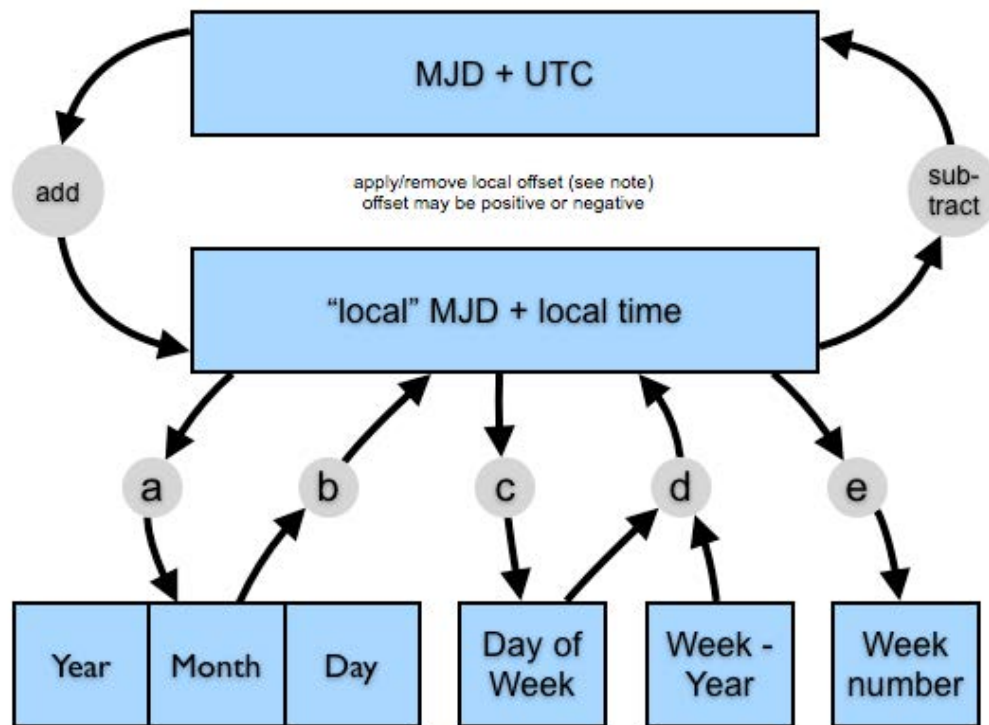 MJD + UTC
add
apply/remove local offset (see note)
offset may be positive or negative
sub-
tract
“local” MJD + local time
a
b
c
d
e
Year
Month
Day
Day of
Week
Week -
Year
Week
number